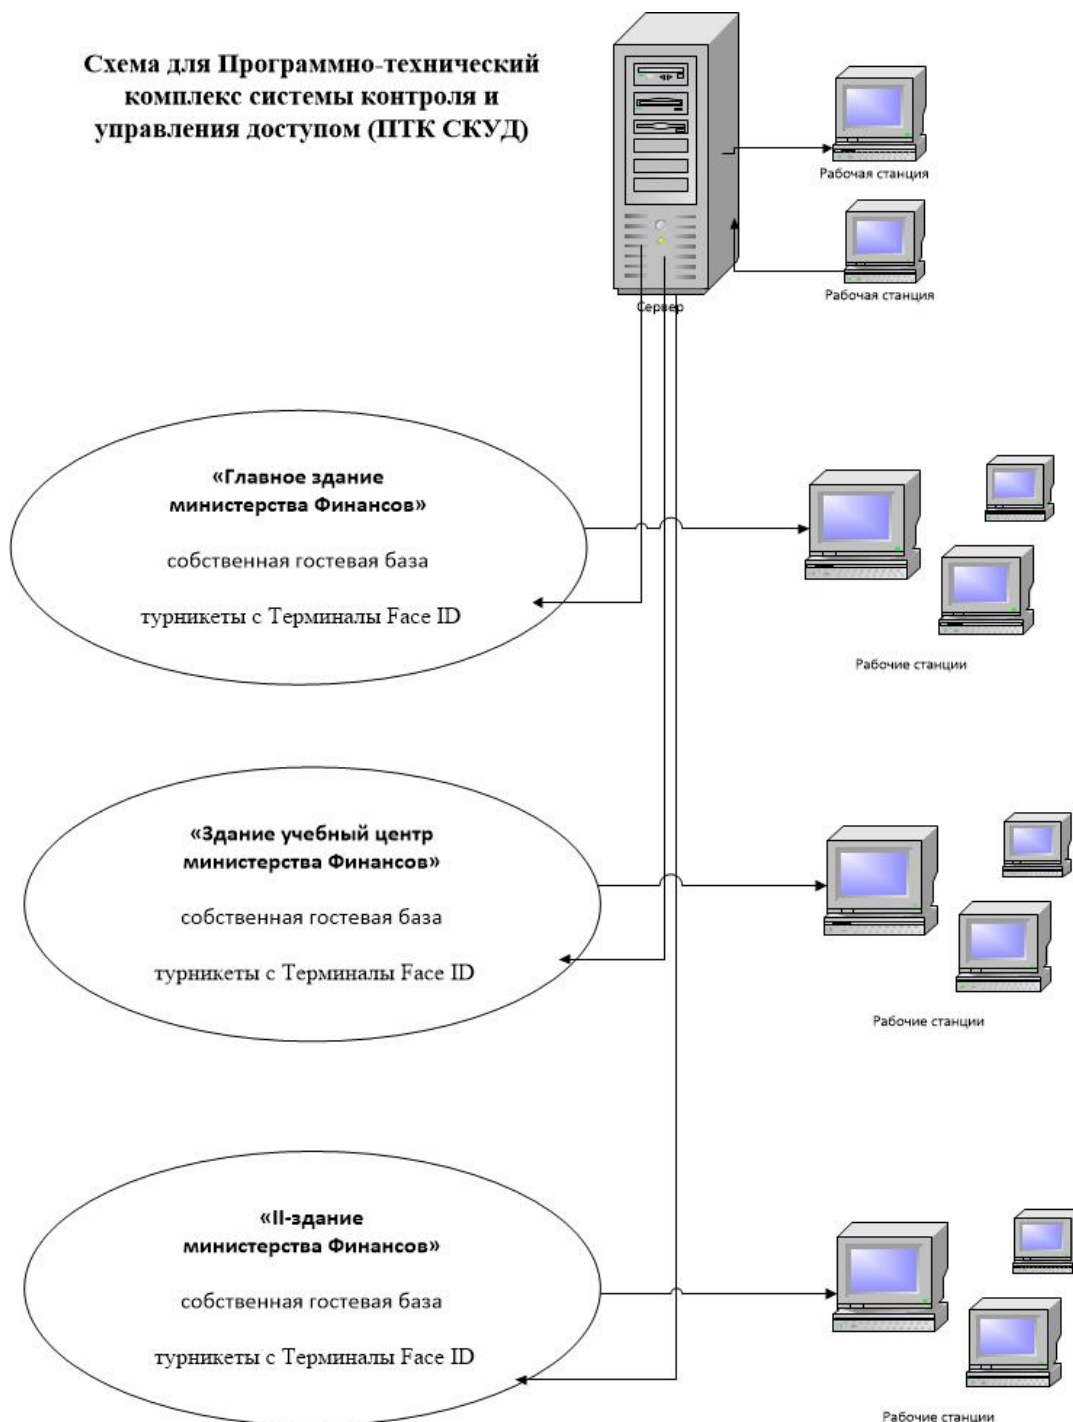 Схема для Программно-технический
комплекс системы контроля и
управления доступом (ПТК СКУД)
Рабочая станция
Рабочая станция
Сервер
«Главное здание
министерства Финансов»
собственная гостевая база
турникеты с Терминалы Face ID
Рабочие станции
«Здание учебный центр
министерства Финансов»
собственная гостевая база
турникеты с Терминалы Face ID
Рабочие станции
«II-здание
министерства Финансов»
собственная гостевая база
турникеты с Терминалы Face ID
Рабочие станции